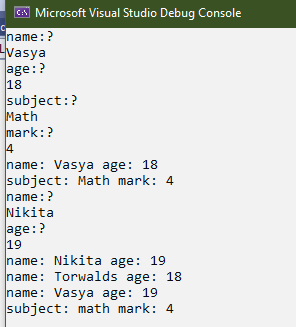 Microsoft Visual Studio Debug Console
name:?
Vasya
age:?
18
subject:?
Math
mark:?
4
name: Vasya age: 18
subject: Math mark: 4
name:?
Nikita
age:?
19
name: Nikita age: 19
name: Torwalds age: 18
name: Vasya age: 19
subject: math mark: 4